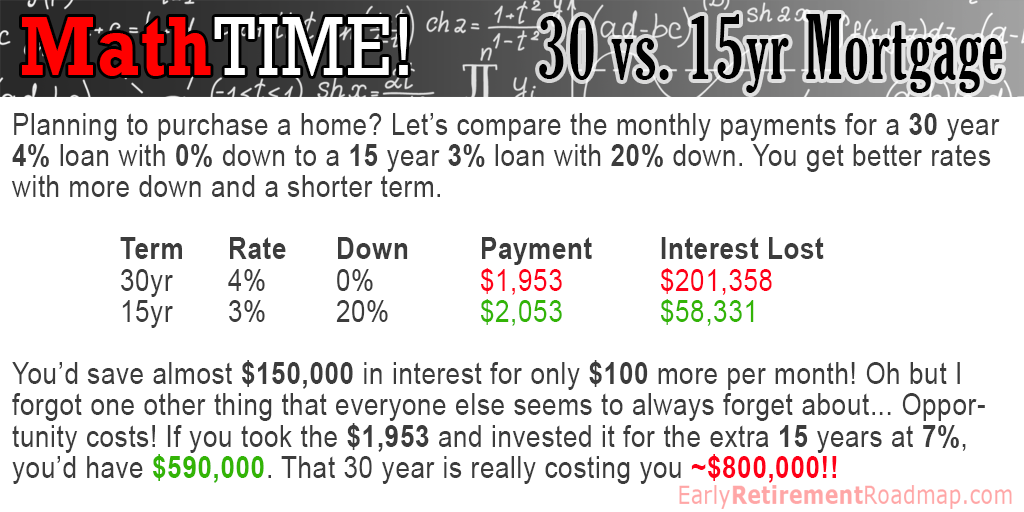 MathTIME! 30 vs. 15yr Mortgage
Planning to purchase a home? Let’s compare the monthly payments for a 30 year
4% loan with 0% down to a 15 year 3% loan with 20% down. You get better rates
with more down and a shorter term.
Term Rate Down Payment Interest Lost
30yr 4% 0% $1,953 $201,358
15yr 3% 20% $2,053 $58,331
You’d save almost $150,000 in interest for only $100 more per month! Oh but I
forgot one other thing that everyone else seems to always forget about... Oppor-
tunity costs! If you took the $1,953 and invested it for the extra 15 years at 7%,
you’d have $590,000. That 30 year is really costing you ~$800,000!!
EarlyRetirementRoadmap.com